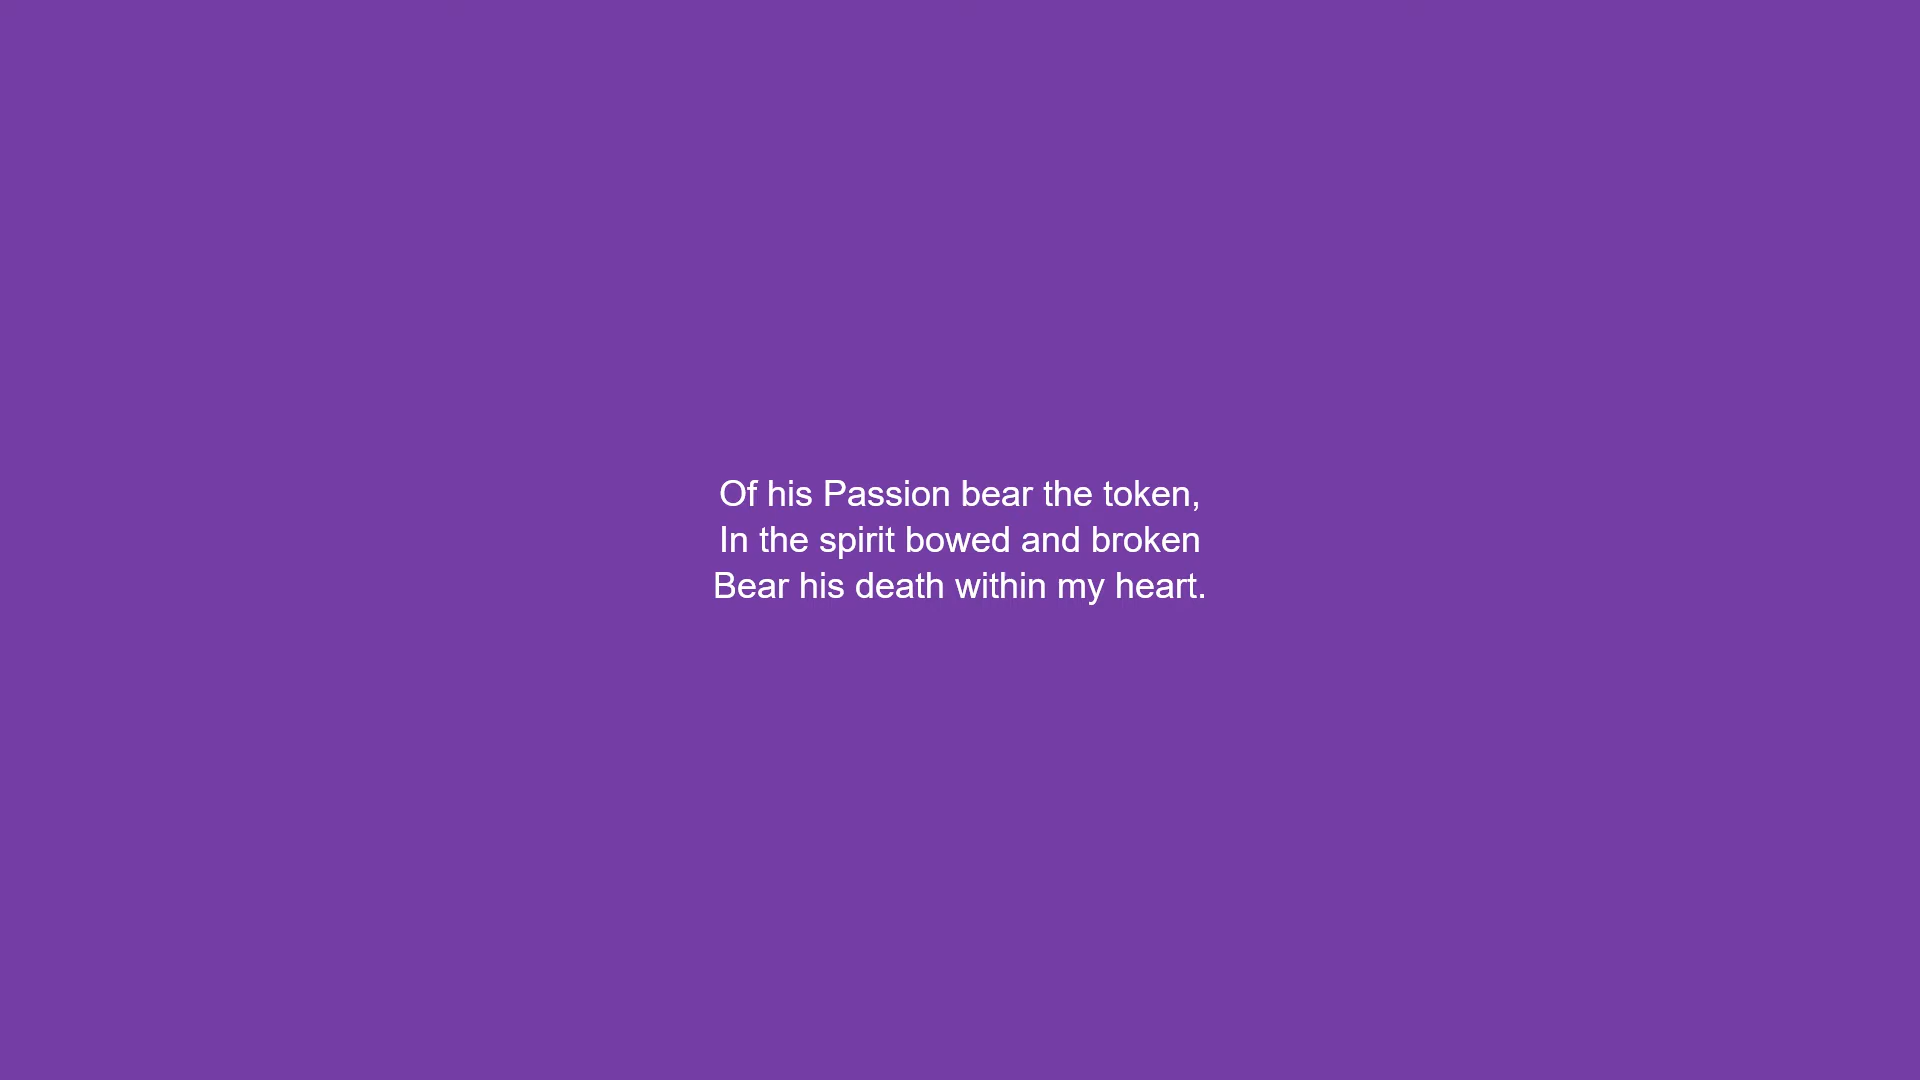 Of his Passion bear the token,
In the spirit bowed and broken
Bear his death within my heart.